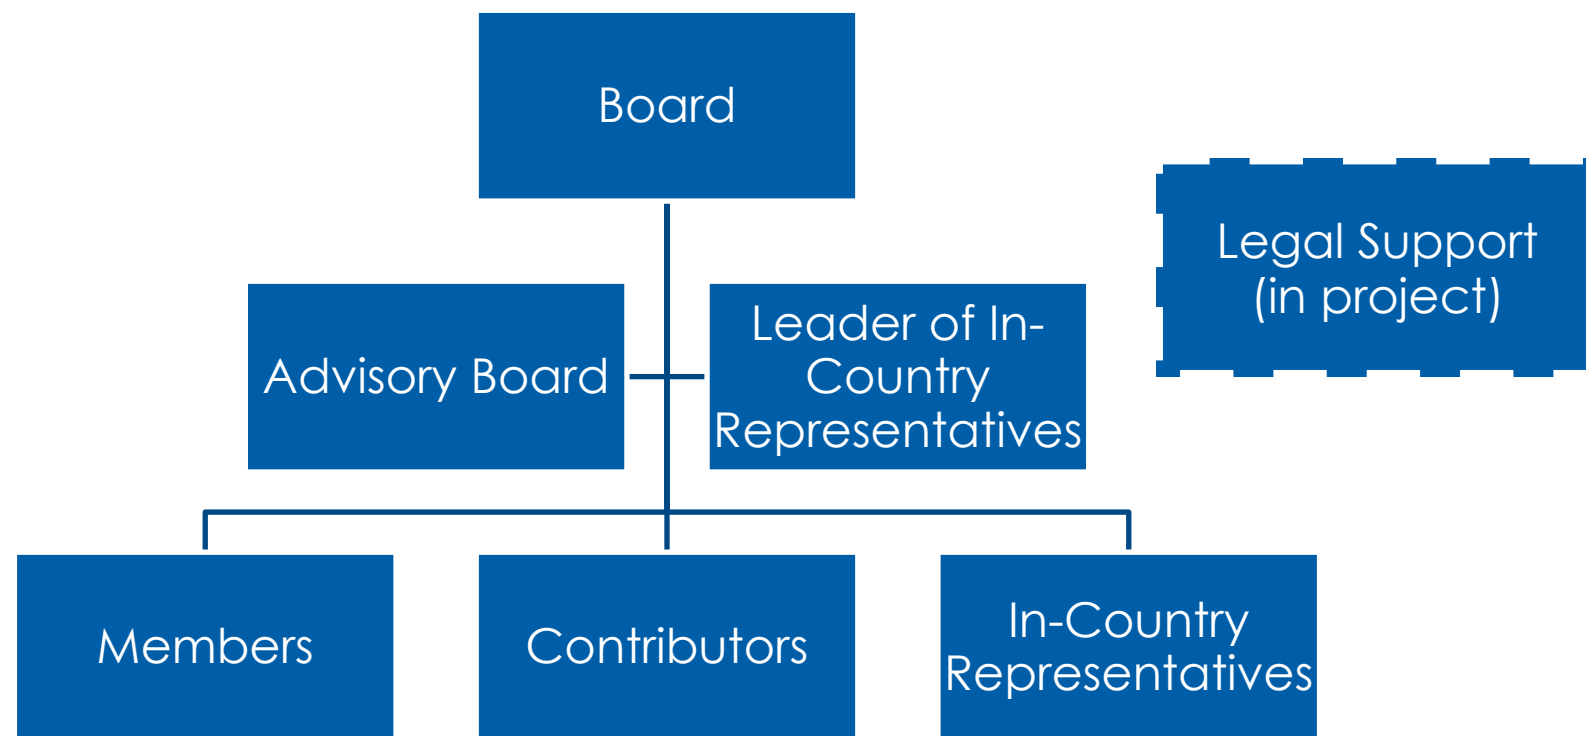 Board
Legal Support
(in project)
Advisory Board
Leader of In-
Country
Representatives
Members
Contributors
In-Country
Representatives